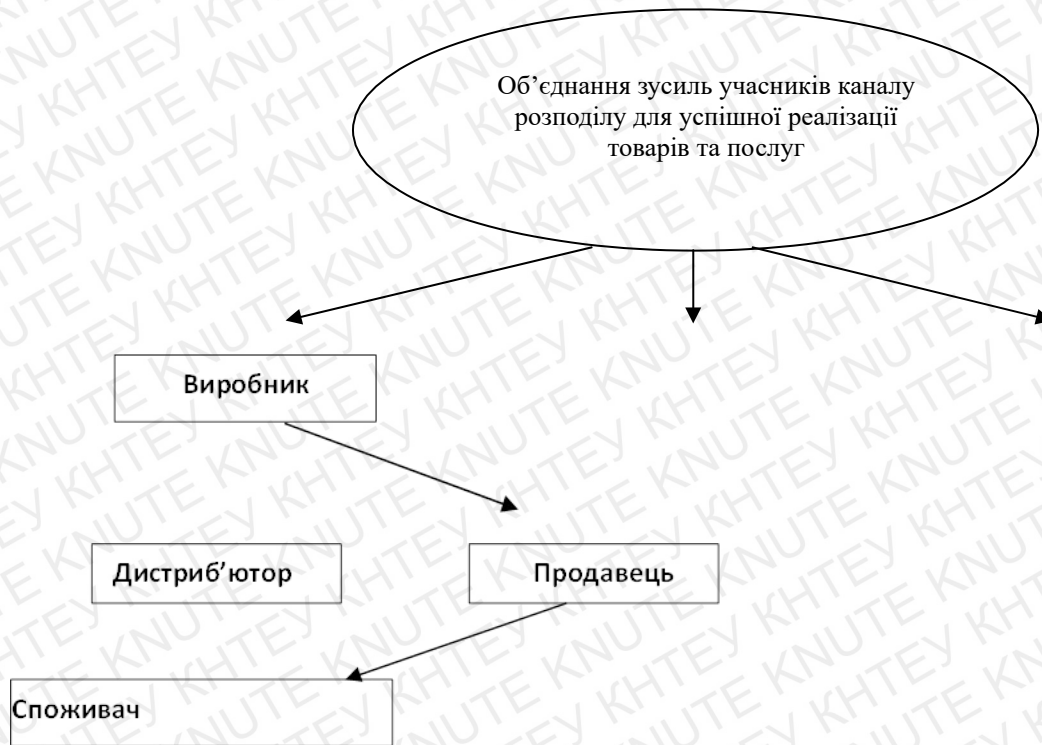 Об’єднання зусиль учасників каналу
розподілу для успішної реалізації
товарів та послуг
Виробник
Дистриб’ютор
Продавець
Споживач